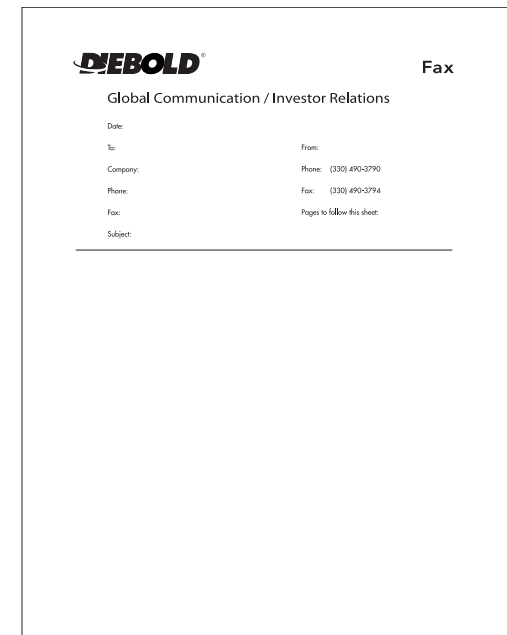 DIEBOLD®
Fax
Global Communication / Investor Relations
Date:
To: From:
Company: Phone: (330) 490-3790
Phone: Fax: (330) 490-3794
Fax: Pages to follow this sheet:
Subject: